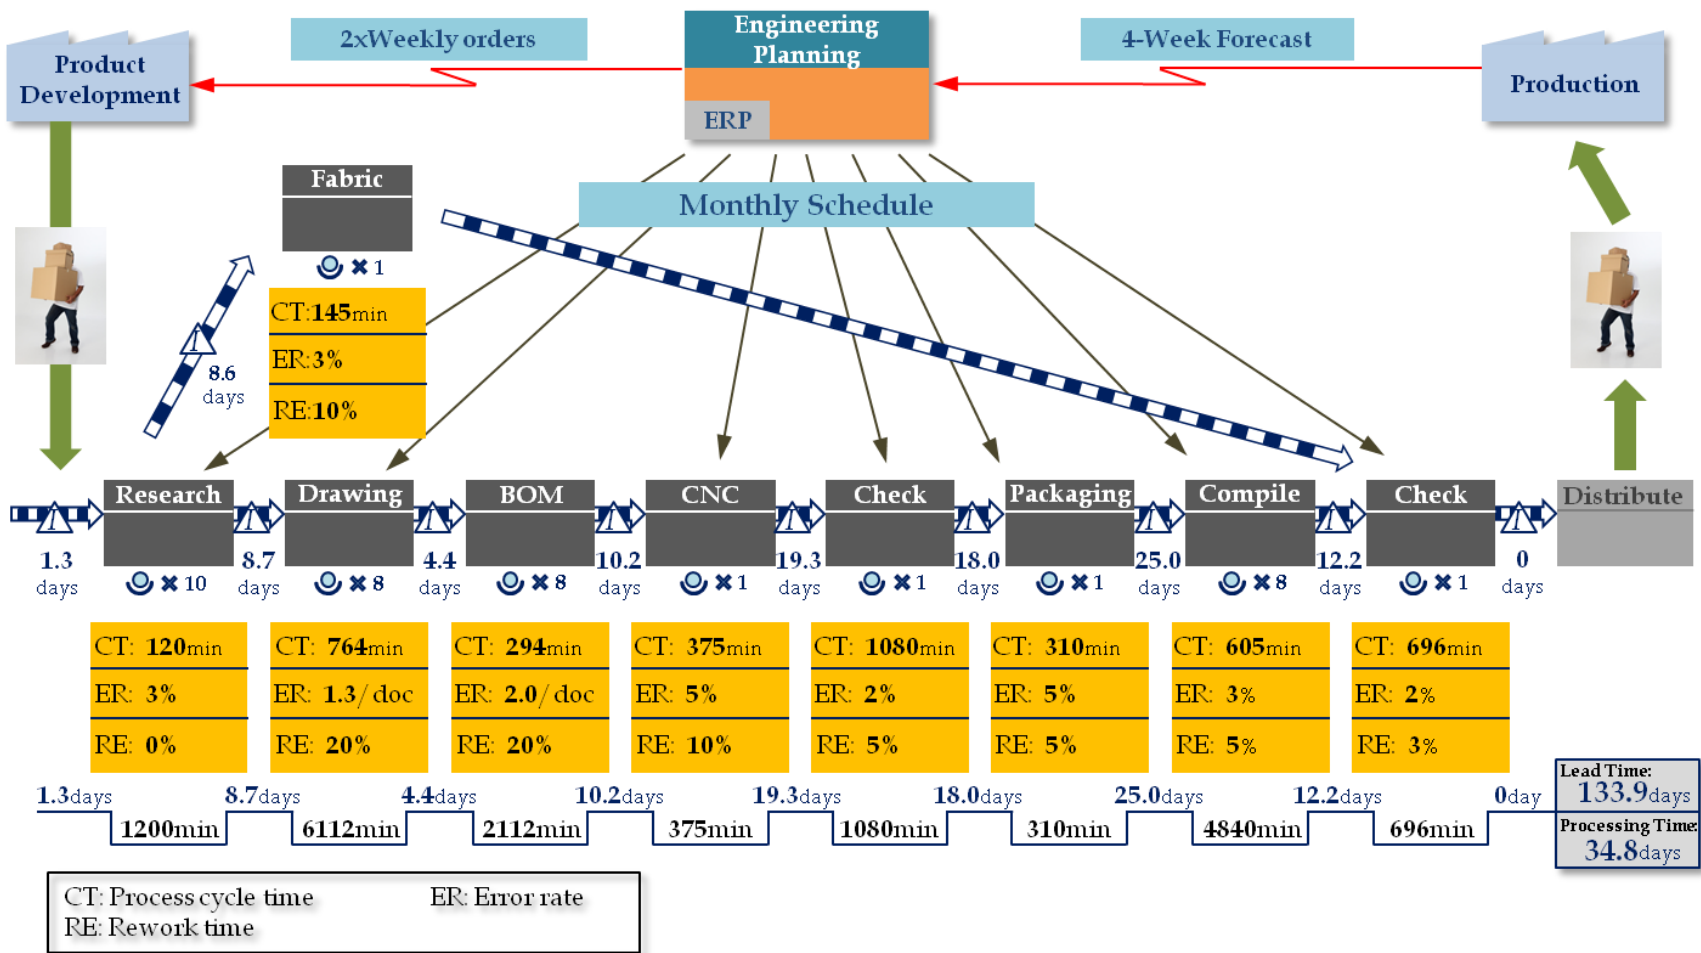 Product
Development
2xWeekly orders
Engineering
Planning
ERP
4-Week Forecast
Production
Monthly Schedule
Fabric
✖ 1
CT:145min
ER:3%
RE:10%
I
8.6
days
I
1.3
days
Research
✖ 10
I
8.7
days
Drawing
✖ 8
I
4.4
days
BOM
✖ 8
I
10.2
days
CNC
✖ 1
I
19.3
days
Check
✖ 1
I
18.0
days
Packaging
✖ 1
I
25.0
days
Compile
✖ 8
I
12.2
days
Check
✖ 1
I
0
days
Distribute
CT: 120min
ER: 3%
RE: 0%
CT: 764min
ER: 1.3/ doc
RE: 20%
CT: 294min
ER: 2.0/ doc
RE: 20%
CT: 375min
ER: 5%
RE: 10%
CT: 1080min
ER: 2%
RE: 5%
CT: 310min
ER: 5%
RE: 5%
CT: 605min
ER: 3%
RE: 5%
CT: 696min
ER: 2%
RE: 3%
1.3days
1200min
8.7days
6112min
4.4days
2112min
10.2days
375min
19.3days
1080min
18.0days
310min
25.0days
4840min
12.2days
696min
0day
Lead Time:
133.9days
Processing Time:
34.8days
CT: Process cycle time
ER: Error rate
RE: Rework time